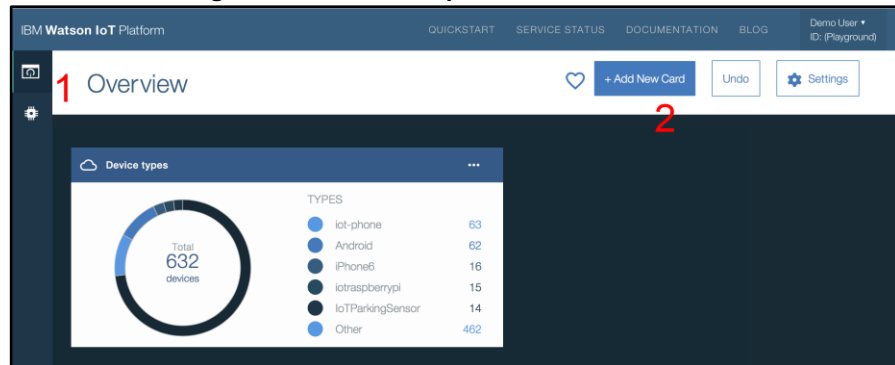 IBM Watson IoT Platform QUICKSTART SERVICE STATUS DOCUMENTATION BLOG Demo User ▾
ID: (Playground)
1 Overview + Add New Card Undo Settings
2
Device types ...
TYPES
iot-phone 63
Android 62
iPhone6 16
iotraspberrypi 15
IoTParkingSensor 14
Other 462
Total
632
devices